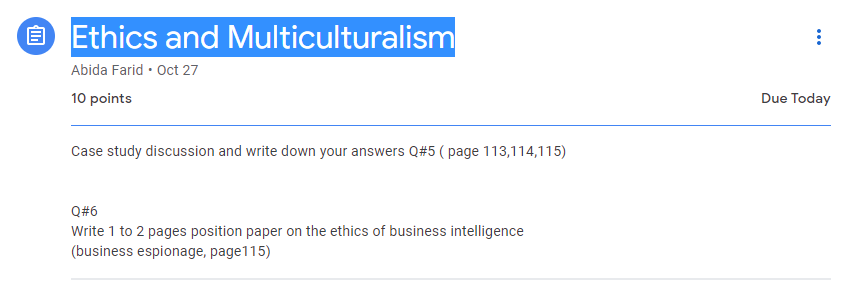 Ethics and Multiculturalism
Abida Farid • Oct 27
10 points
Due Today
Case study discussion and write down your answers Q#5 ( page 113,114,115)
Q#6
Write 1 to 2 pages position paper on the ethics of business intelligence
(business espionage, page115)